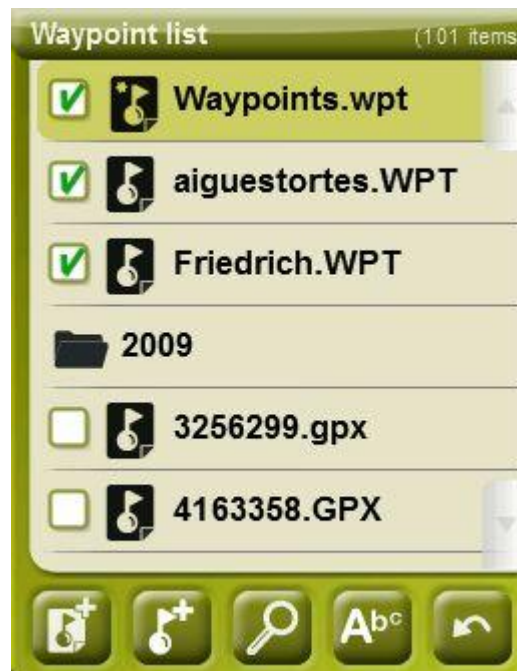 Waypoint list (101 items
Waypoints.wpt
aiguestortes.WPT
Friedrich.WPT
2009
3256299.gpx
4163358.GPX
Abc